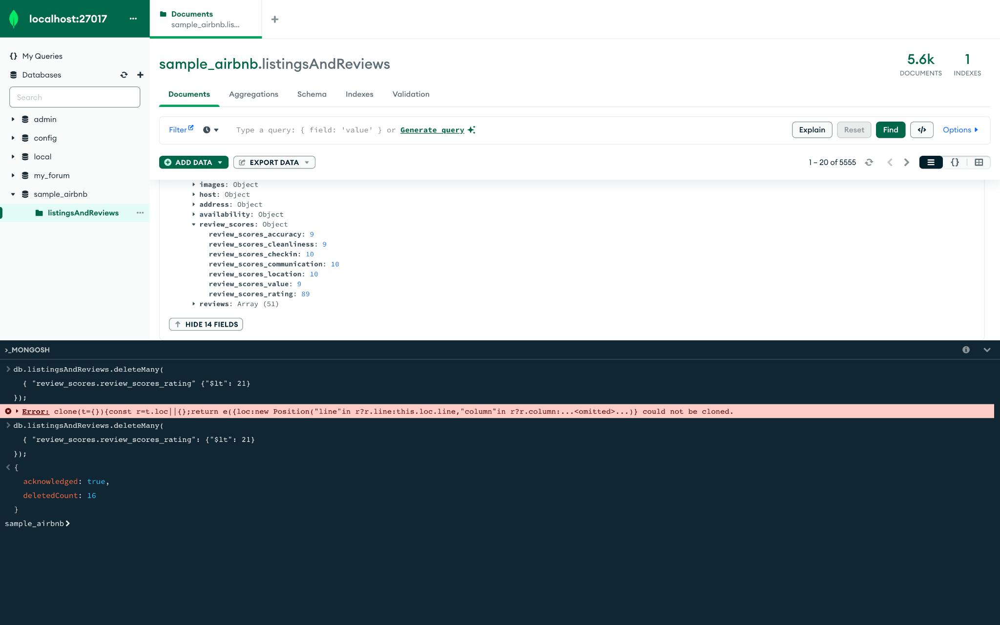 localhost:27017
My Queries
Databases
Search
admin
config
local
my_forum
sample_airbnb
listingsAndReviews
Documents
sample_airbnb.lis...
sample_airbnb.listingsAndReviews
5.6k
DOCUMENTS
1
INDEXES
Documents Aggregations Schema Indexes Validation
Filter Type a query: { field: 'value' } or Generate query Explain Reset Find </> Options
ADD DATA EXPORT DATA 1 – 20 of 5555 {}
images: Object
host: Object
address: Object
availability: Object
review_scores: Object
review_scores_accuracy: 9
review_scores_cleanliness: 9
review_scores_checkin: 10
review_scores_communication: 10
review_scores_location: 10
review_scores_value: 9
review_scores_rating: 89
reviews: Array (51)
HIDE 14 FIELDS
>_MONGOSH
db.listingsAndReviews.deleteMany(
{ "review_scores.review_scores_rating" {"$lt": 21}
});
Error: clone(t={}){const r=t.loc||{};return e({loc:new Position("line"in r?r.line:this.loc.line,"column"in r?r.column:...<omitted>...)} could not be cloned.
db.listingsAndReviews.deleteMany(
{ "review_scores.review_scores_rating": {"$lt": 21}
});
{
acknowledged: true,
deletedCount: 16
}
sample_airbnb>